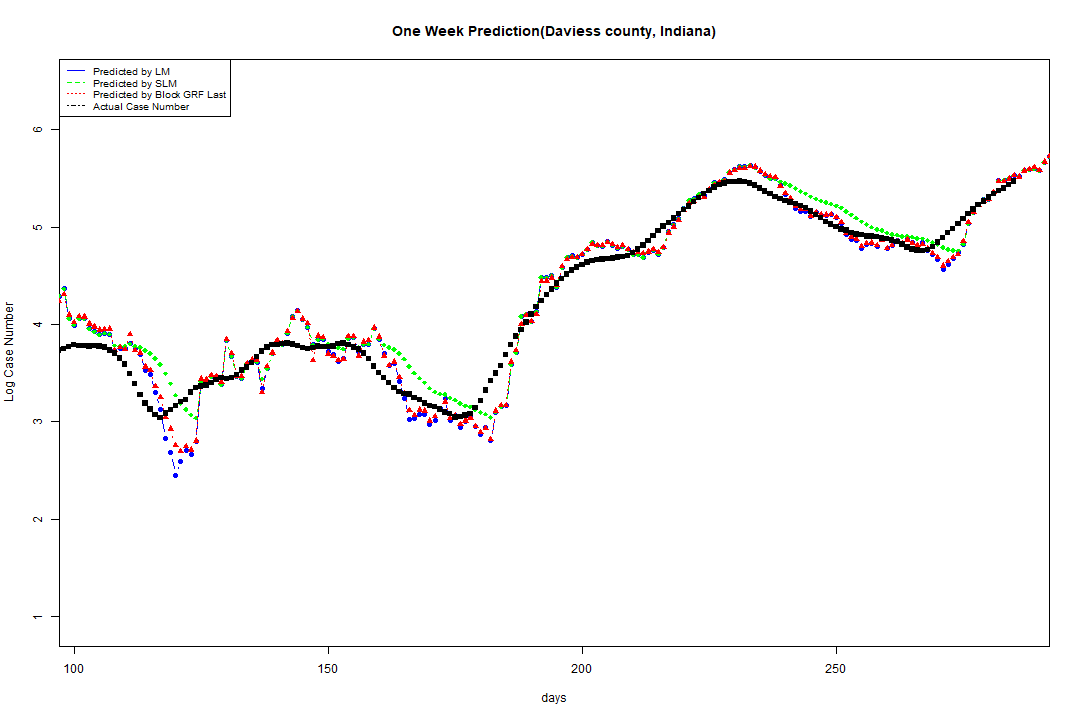 One Week Prediction(Daviess county, Indiana)
Predicted by LM
Predicted by SLM
Predicted by Block GRF Last
Actual Case Number
6
5
4
3
2
1
Log Case Number
100 150 200 250
days